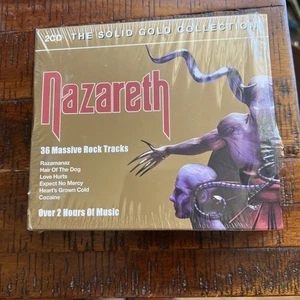 2CD THE SOLID GOLD COLLECTION
Nazareth
36 Massive Rock Tracks
Razamanaz
Hair Of The Dog
Love Hurts
Expect No Mercy
Heart's Grown Cold
Cocaine
Over 2 Hours Of Music